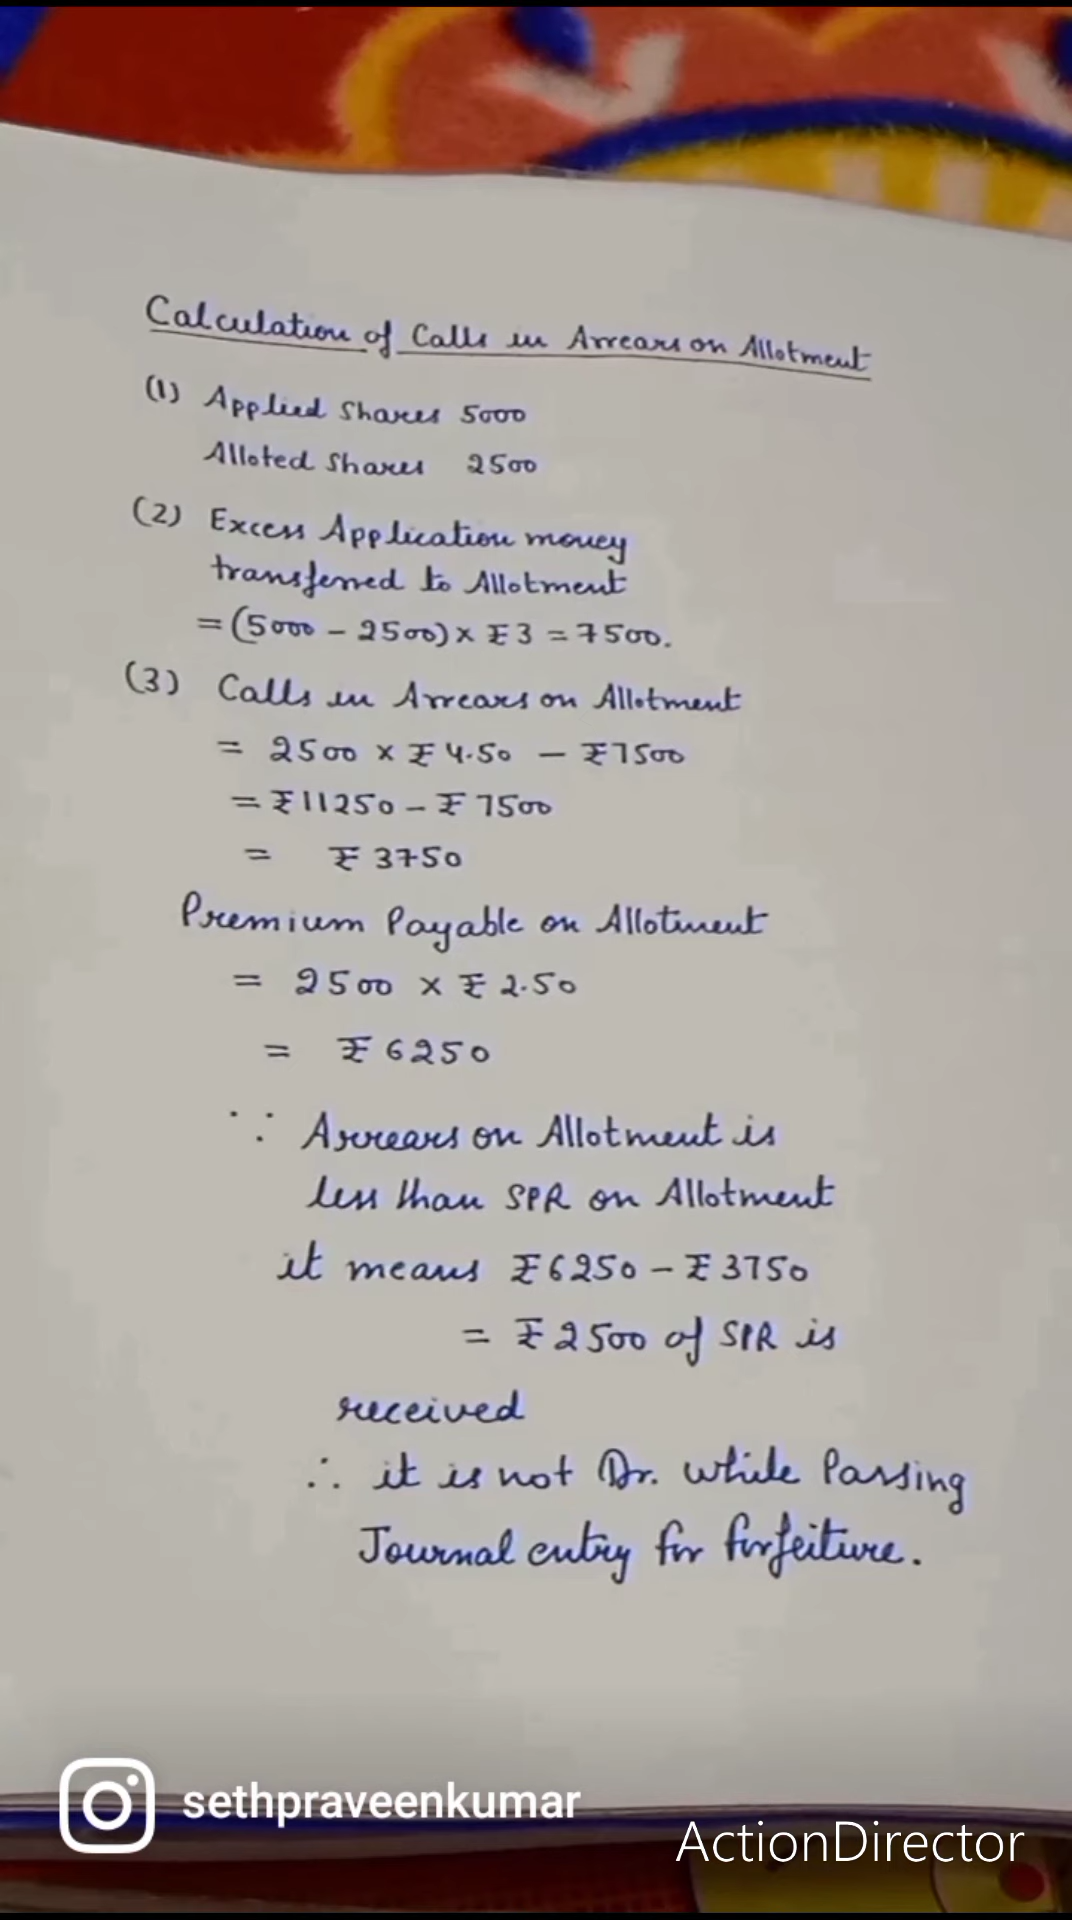 Calculation of Calls in Arrears on Allotment
(1) Applied Shares 5000
Alloted Shares 2500
(2) Excess Application money
transferred to Allotment
= (5000 - 2500) x ₹3 = 7500.
(3) Calls in Arrears on Allotment
= 2500 x ₹4.50 - ₹7500
= ₹11250 - ₹7500
= ₹3750
Premium Payable on Allotment
= 2500 x ₹2.50
= ₹6250
∵ Arrears on Allotment is
less than SPR on Allotment
it means ₹6250 - ₹3750
= ₹2500 of SPR is
received
∴ it is not Dr. while Passing
Journal entry for forfeiture.
sethpraveenkumar
ActionDirector